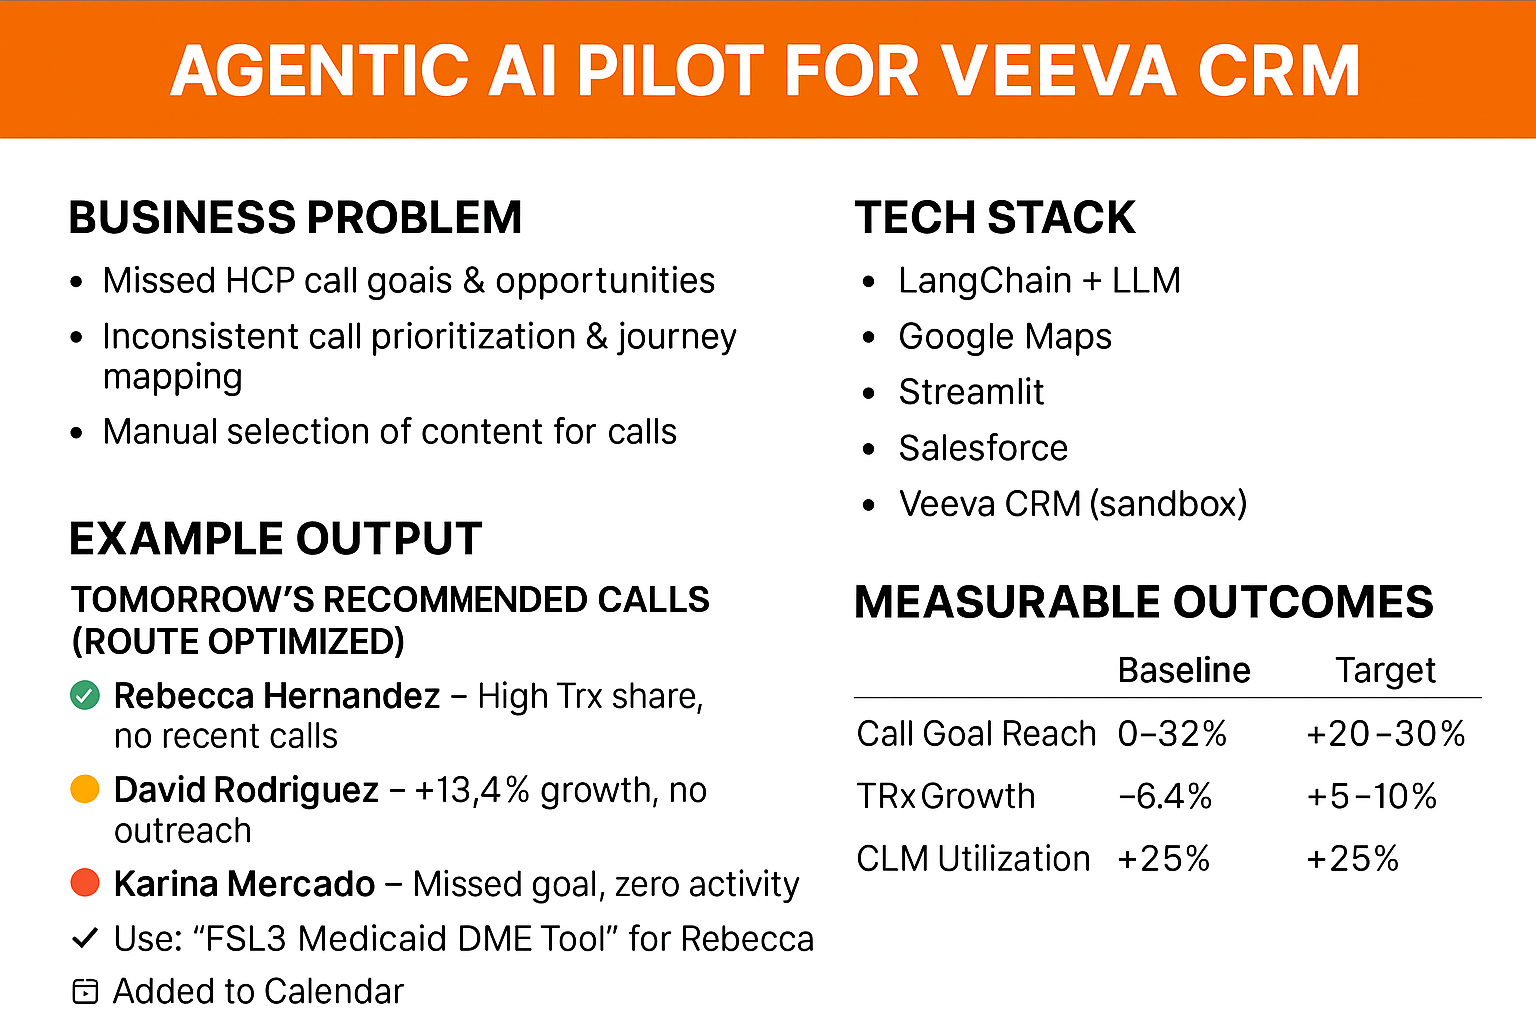 AGENTIC AI PILOT FOR VEEVA CRM
BUSINESS PROBLEM
• Missed HCP call goais & opportunities
• Inconsistent call prioritization & journey
mapping
• Manual selection of content for calls
EXAMPLE OUTPUT
TOMORROW’S RECOMMENDED CALLS
(ROUTE OPTIMIZED)
Rebecca Hernandez – High Trx share,
no recent calls
David Rodriguez – +13,4% growth, no
outreach
Karina Mercado – Missed goal, zero activity
✓ Use: “FSL3 Medicaid DME Tool” for Rebecca
Added to Calendar
TECH STACK
• LangChain + LLM
• Google Maps
• Streamlit
• Salesforce
• Veeva CRM (sandbox)
MEASURABLE OUTCOMES
Baseline Target
Call Goal Reach 0–32% +20–30%
TRx Growth –6.4% +5–10%
CLM Utilization +25% +25%